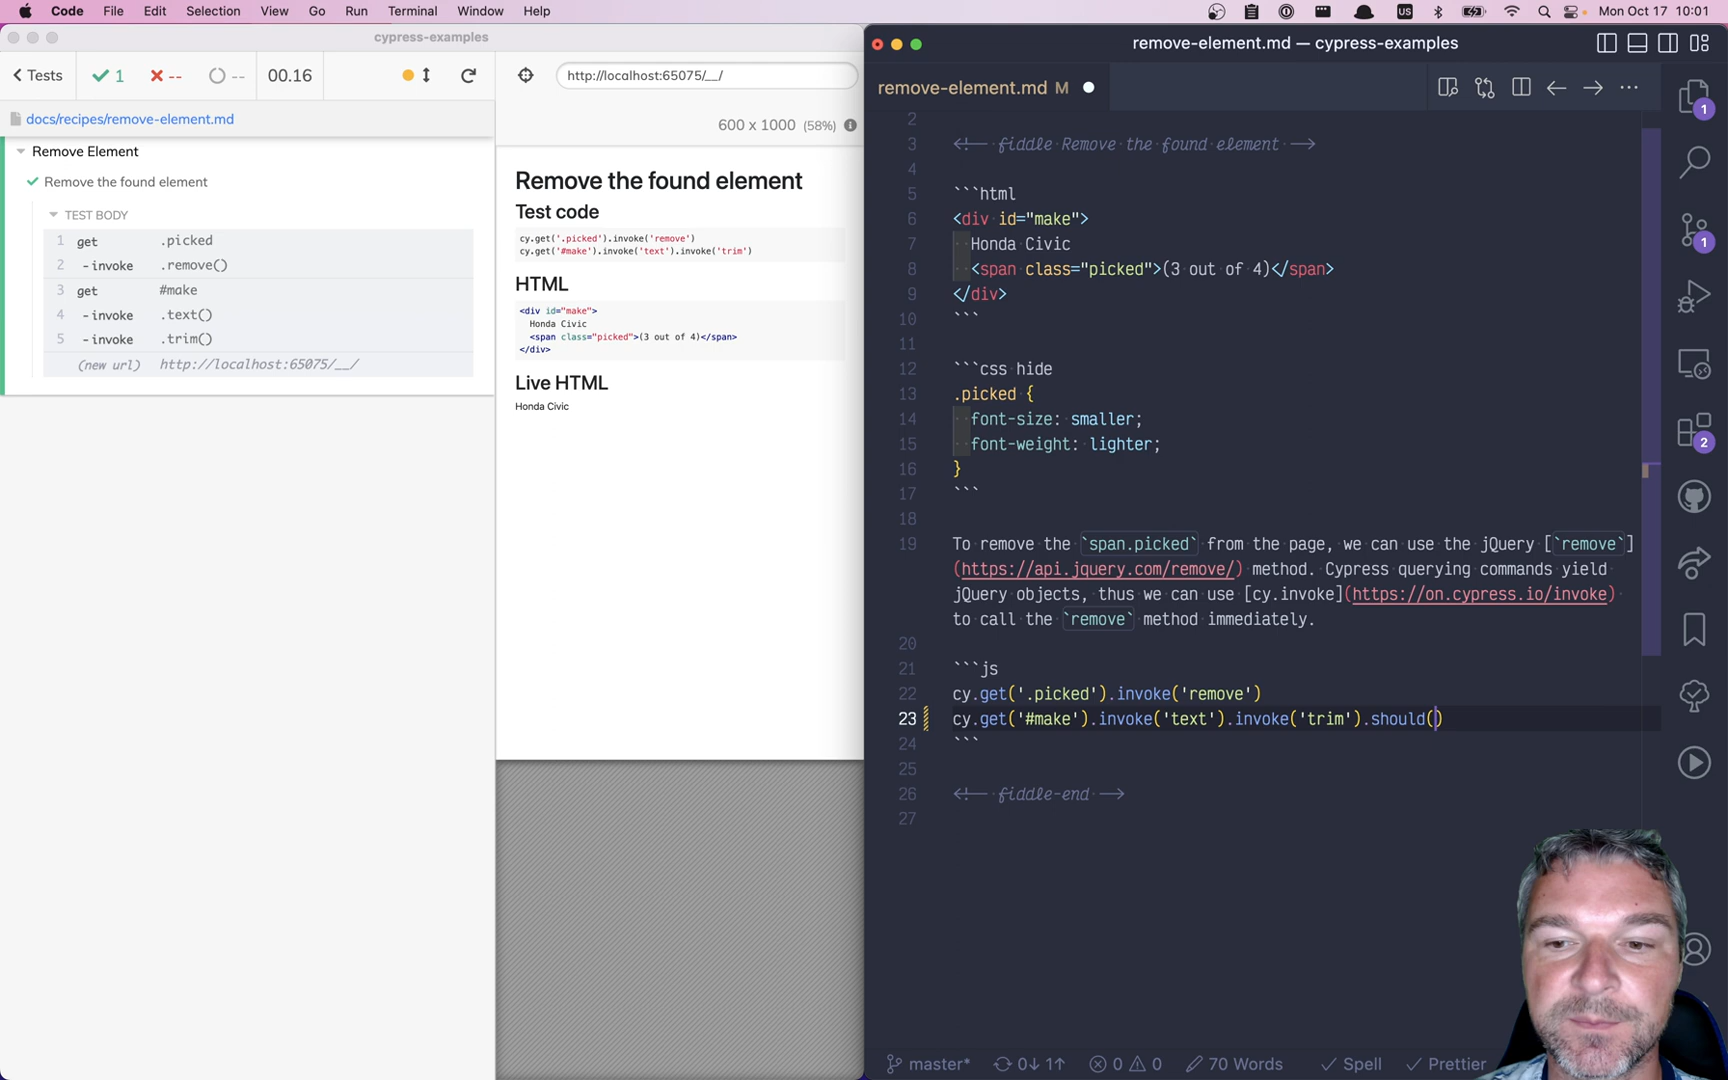 Code File Edit Selection View Go Run Terminal Window Help
US
Mon Oct 17 10:01
cypress-examples
Tests
1
--
--
00.16
http://localhost:65075/__/
docs/recipes/remove-element.md
600 x 1000 (58%)
Remove Element
Remove the found element
TEST BODY
1 get .picked
2 -invoke .remove()
3 get #make
4 -invoke .text()
5 -invoke .trim()
(new url) http://localhost:65075/__/
Remove the found element
Test code
cy.get('.picked').invoke('remove')
cy.get('#make').invoke('text').invoke('trim')
HTML
<div id="make">
Honda Civic
<span class="picked">(3 out of 4)</span>
</div>
Live HTML
Honda Civic
remove-element.md — cypress-examples
remove-element.md M
2
3 <!-- fiddle Remove the found element -->
4
5 ```html
6 <div id="make">
7 Honda Civic
8 <span class="picked">(3 out of 4)</span>
9 </div>
10 ```
11
12 ```css hide
13 .picked {
14 font-size: smaller;
15 font-weight: lighter;
16 }
17 ```
18
19 To remove the `span.picked` from the page, we can use the jQuery [`remove`]
(https://api.jquery.com/remove/) method. Cypress querying commands yield
jQuery objects, thus we can use [cy.invoke](https://on.cypress.io/invoke)
to call the `remove` method immediately.
20
21 ```js
22 cy.get('.picked').invoke('remove')
23 cy.get('#make').invoke('text').invoke('trim').should()
24 ```
25
26 <!-- fiddle-end -->
27
1
1
2
master* 0↓ 1↑ 0 0 70 Words Spell Prettier